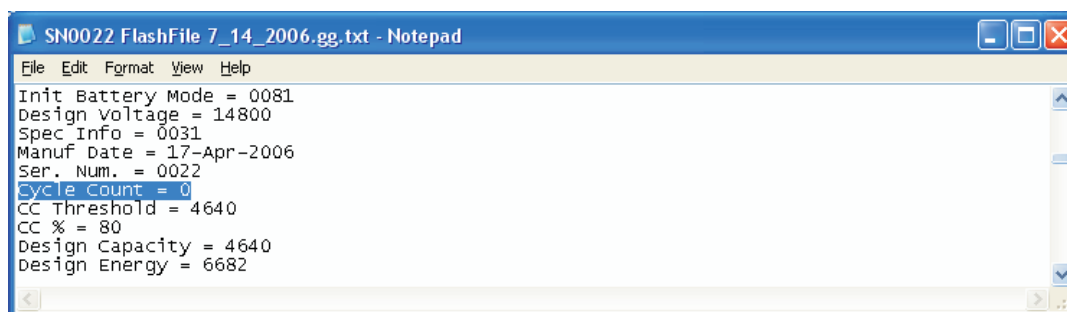 SN0022 FlashFile 7_14_2006.gg.txt - Notepad
File Edit Format View Help
Init Battery Mode = 0081
Design Voltage = 14800
Spec Info = 0031
Manuf Date = 17-Apr-2006
Ser. Num. = 0022
Cycle Count = 0
CC Threshold = 4640
CC % = 80
Design Capacity = 4640
Design Energy = 6682